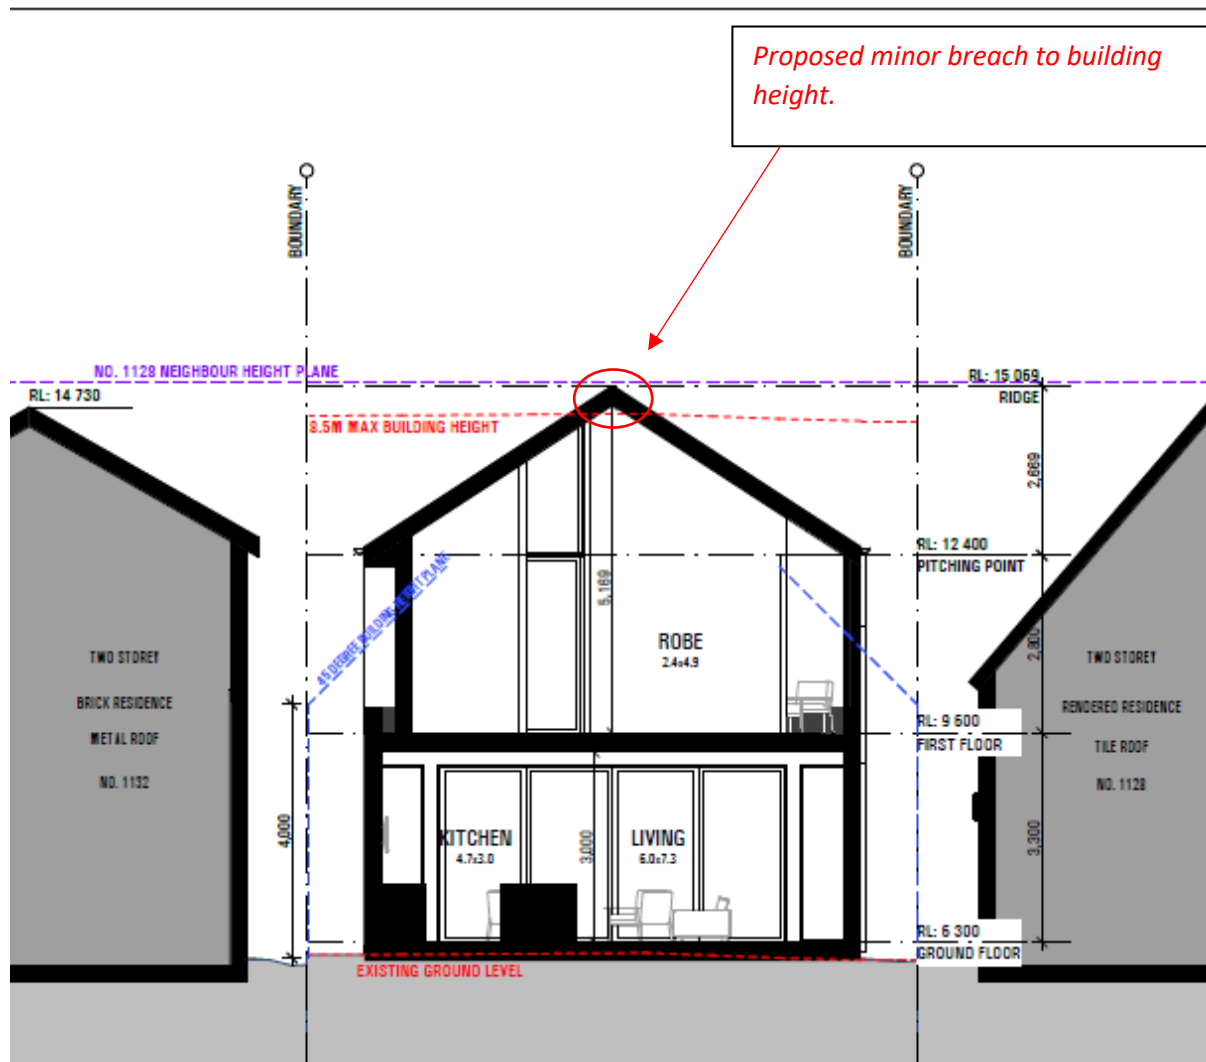 Proposed minor breach to building
height.
BOUNDARY
BOUNDARY
NO. 1128 NEIGHBOUR HEIGHT PLANE
RL: 14 730
8.5M MAX BUILDING HEIGHT
RL: 15 069
RIDGE
2,669
RL: 12 400
PITCHING POINT
45 DEGREE BUILDING HEIGHT PLANE
5,169
ROBE
2.4x4.9
2,800
TWO STOREY
BRICK RESIDENCE
METAL ROOF
NO. 1132
TWO STOREY
RENDERED RESIDENCE
TILE ROOF
NO. 1128
RL: 9 600
FIRST FLOOR
4,000
KITCHEN
4.7x3.0
3,000
LIVING
6.0x7.3
3,300
RL: 6 300
GROUND FLOOR
EXISTING GROUND LEVEL